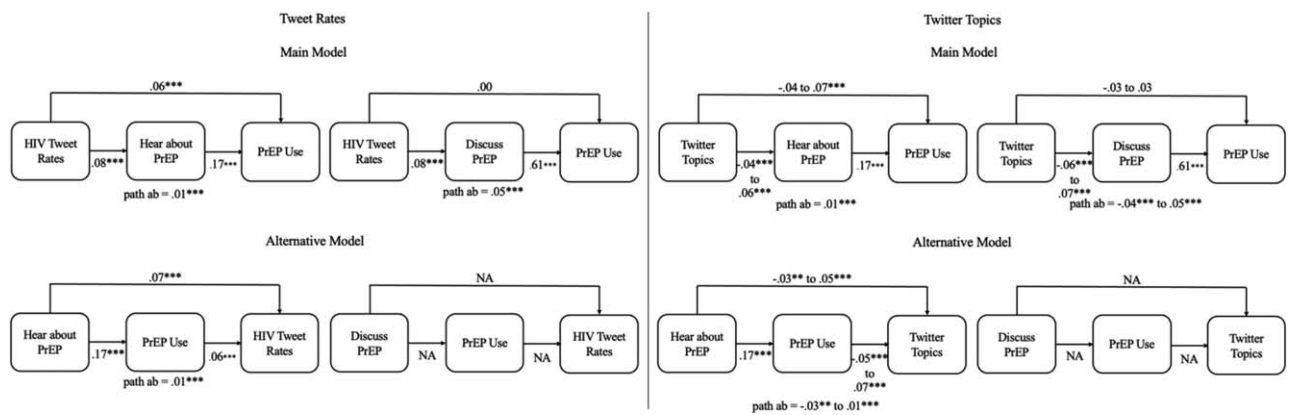 Tweet Rates
Main Model
.06***
HIV Tweet
Rates
.08***
Hear about
PrEP
.17***
PrEP Use
path ab = .01***
.00
HIV Tweet
Rates
.08***
Discuss
PrEP
.61***
PrEP Use
path ab = .05***
Alternative Model
.07***
Hear about
PrEP
.17***
PrEP Use
.06***
HIV Tweet
Rates
path ab = .01***
NA
Discuss
PrEP
NA
PrEP Use
NA
HIV Tweet
Rates
Twitter Topics
Main Model
-.04 to .07***
Twitter
Topics
-.04***
to
.06***
Hear about
PrEP
.17***
PrEP Use
path ab = .01***
-.03 to .03
Twitter
Topics
-.06***
to
.07***
Discuss
PrEP
.61***
PrEP Use
path ab = -.04*** to .05***
Alternative Model
-.03** to .05***
Hear about
PrEP
.17***
PrEP Use
-.05***
to
.07***
Twitter
Topics
path ab = -.03** to .01***
NA
Discuss
PrEP
NA
PrEP Use
NA
Twitter
Topics